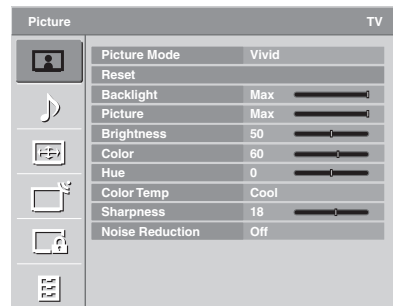 Picture TV
Picture Mode Vivid
Reset
Backlight Max
Picture Max
Brightness 50
Color 60
Hue 0
Color Temp Cool
Sharpness 18
Noise Reduction Off